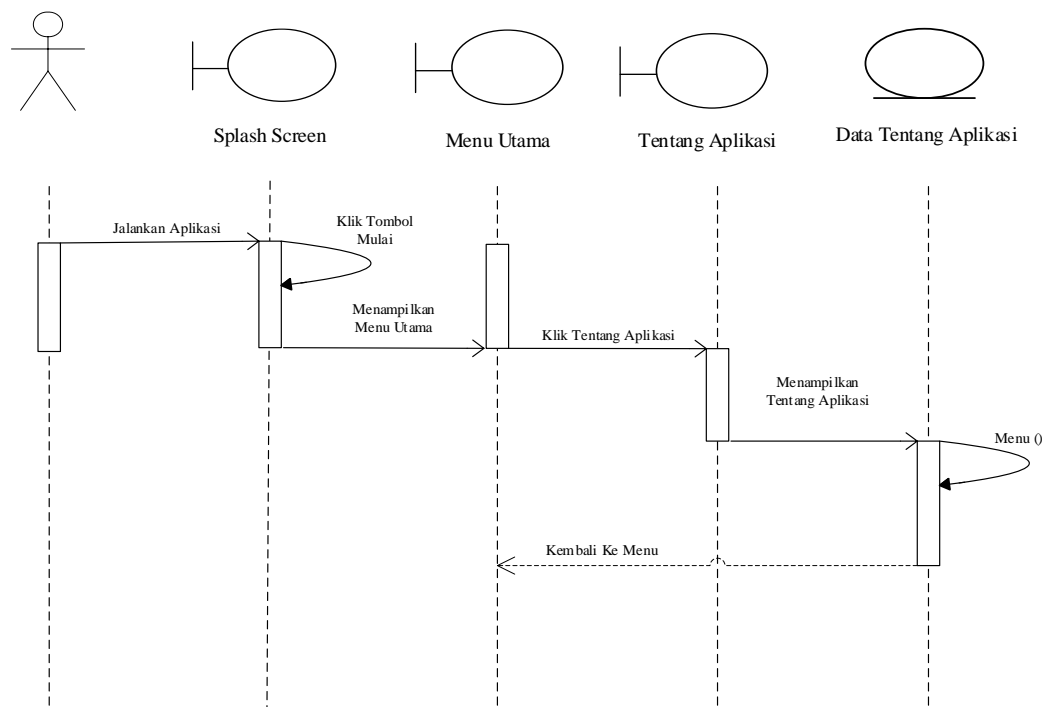 Splash Screen
Menu Utama
Tentang Aplikasi
Data Tentang Aplikasi
Jalankan Aplikasi
Klik Tombol
Mulai
Menampilkan
Menu Utama
Klik Tentang Aplikasi
Menampilkan
Tentang Aplikasi
Menu ()
Kembali Ke Menu